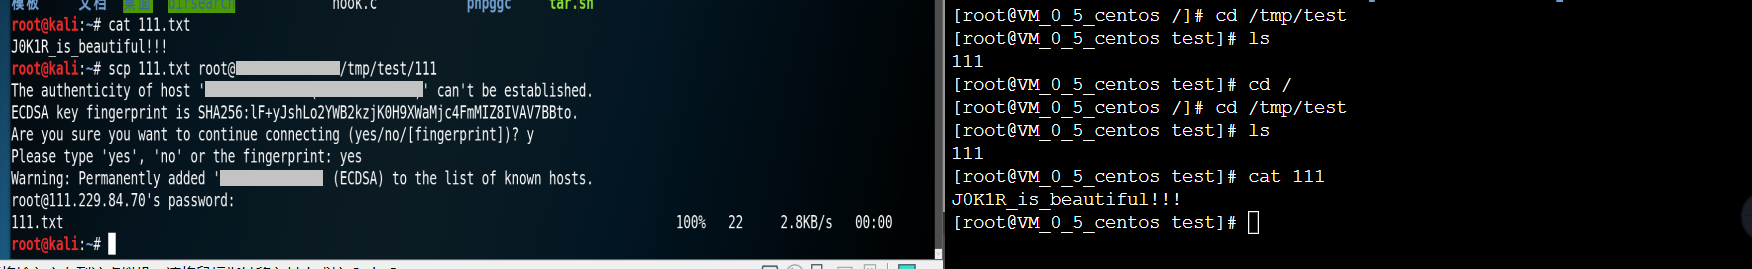 模板 文档 桌面 dirsearch hook.c phpggc tar.sh
root@kali:~# cat 111.txt
J0K1R_is_beautiful!!!
root@kali:~# scp 111.txt root@ /tmp/test/111
The authenticity of host ' ' can't be established.
ECDSA key fingerprint is SHA256:lF+yJshLo2YWB2kzjK0H9XWaMjc4FmMIZ8IVAV7BBto.
Are you sure you want to continue connecting (yes/no/[fingerprint])? y
Please type 'yes', 'no' or the fingerprint: yes
Warning: Permanently added ' (ECDSA) to the list of known hosts.
root@111.229.84.70's password:
111.txt 100% 22 2.8KB/s 00:00
root@kali:~#
[root@VM_0_5_centos /]# cd /tmp/test
[root@VM_0_5_centos test]# ls
111
[root@VM_0_5_centos test]# cd /
[root@VM_0_5_centos /]# cd /tmp/test
[root@VM_0_5_centos test]# ls
111
[root@VM_0_5_centos test]# cat 111
J0K1R_is_beautiful!!!
[root@VM_0_5_centos test]#